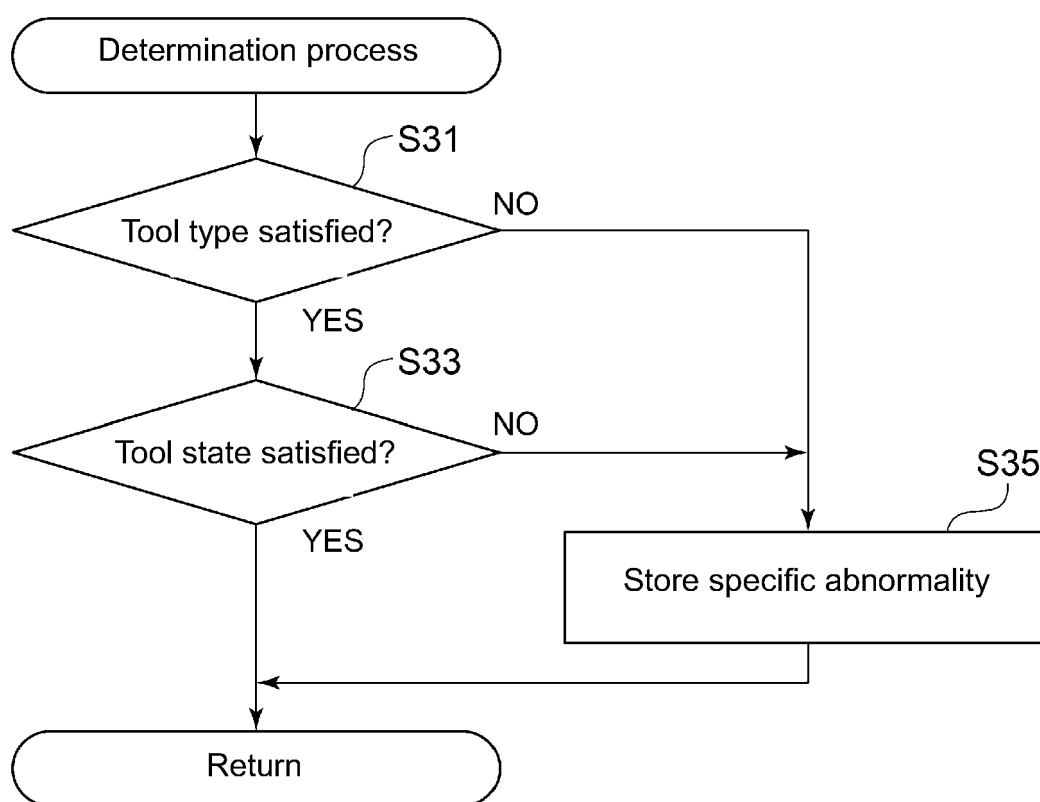 Determination process
S31
NO
Tool type satisfied?
YES
S33
NO
Tool state satisfied?
YES
S35
Store specific abnormality
Return